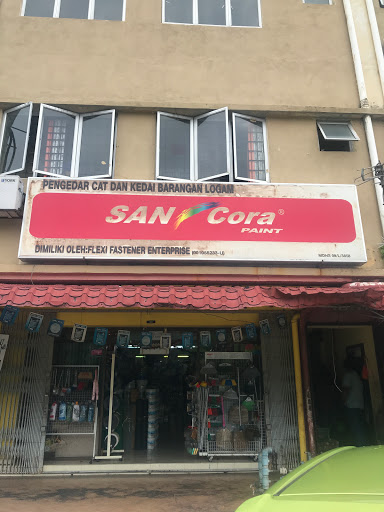 PENGEDAR CAT DAN KEDAI BARANGAN LOGAM
SAN Cora®
PAINT
DIMILIKI OLEH:FLEXI FASTENER ENTERPRISE